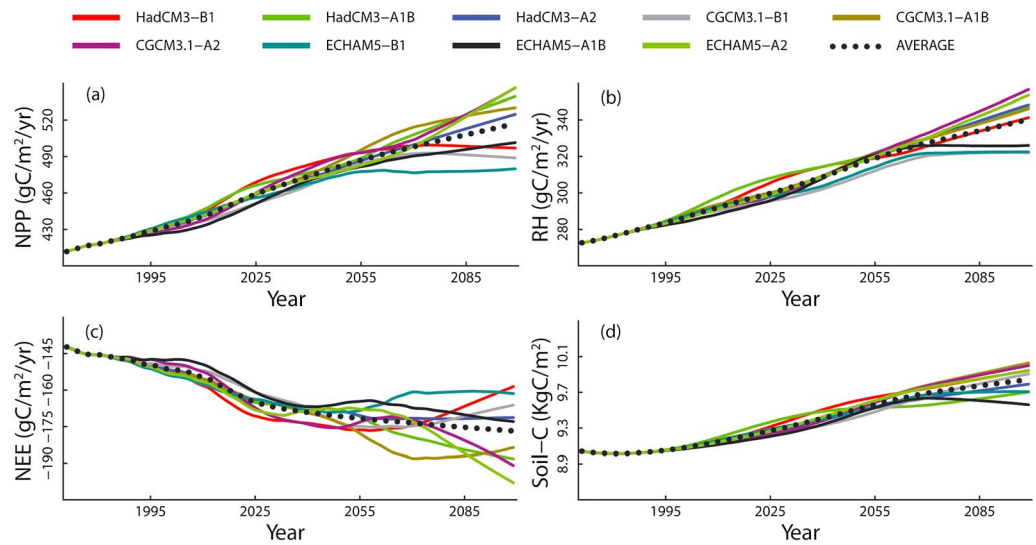 HadCM3−B1 HadCM3−A1B HadCM3−A2 CGCM3.1−B1 CGCM3.1−A1B
CGCM3.1−A2 ECHAM5−B1 ECHAM5−A1B ECHAM5−A2 AVERAGE
(a)
NPP (gC/m²/yr)
520
490
460
430
1995 2025 2055 2085
Year
(b)
RH (gC/m²/yr)
340
320
300
280
1995 2025 2055 2085
Year
(c)
NEE (gC/m²/yr)
−145
−160
−175
−190
1995 2025 2055 2085
Year
(d)
Soil−C (KgC/m²)
10.1
9.7
9.3
8.9
1995 2025 2055 2085
Year